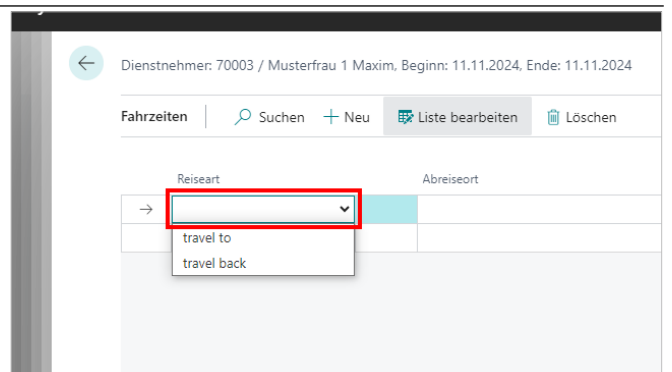 Dienstnehmer: 70003 / Musterfrau 1 Maxim, Beginn: 11.11.2024, Ende: 11.11.2024
Fahrzeiten Suchen Neu Liste bearbeiten Löschen
Reiseart Abreiseort
travel to
travel back